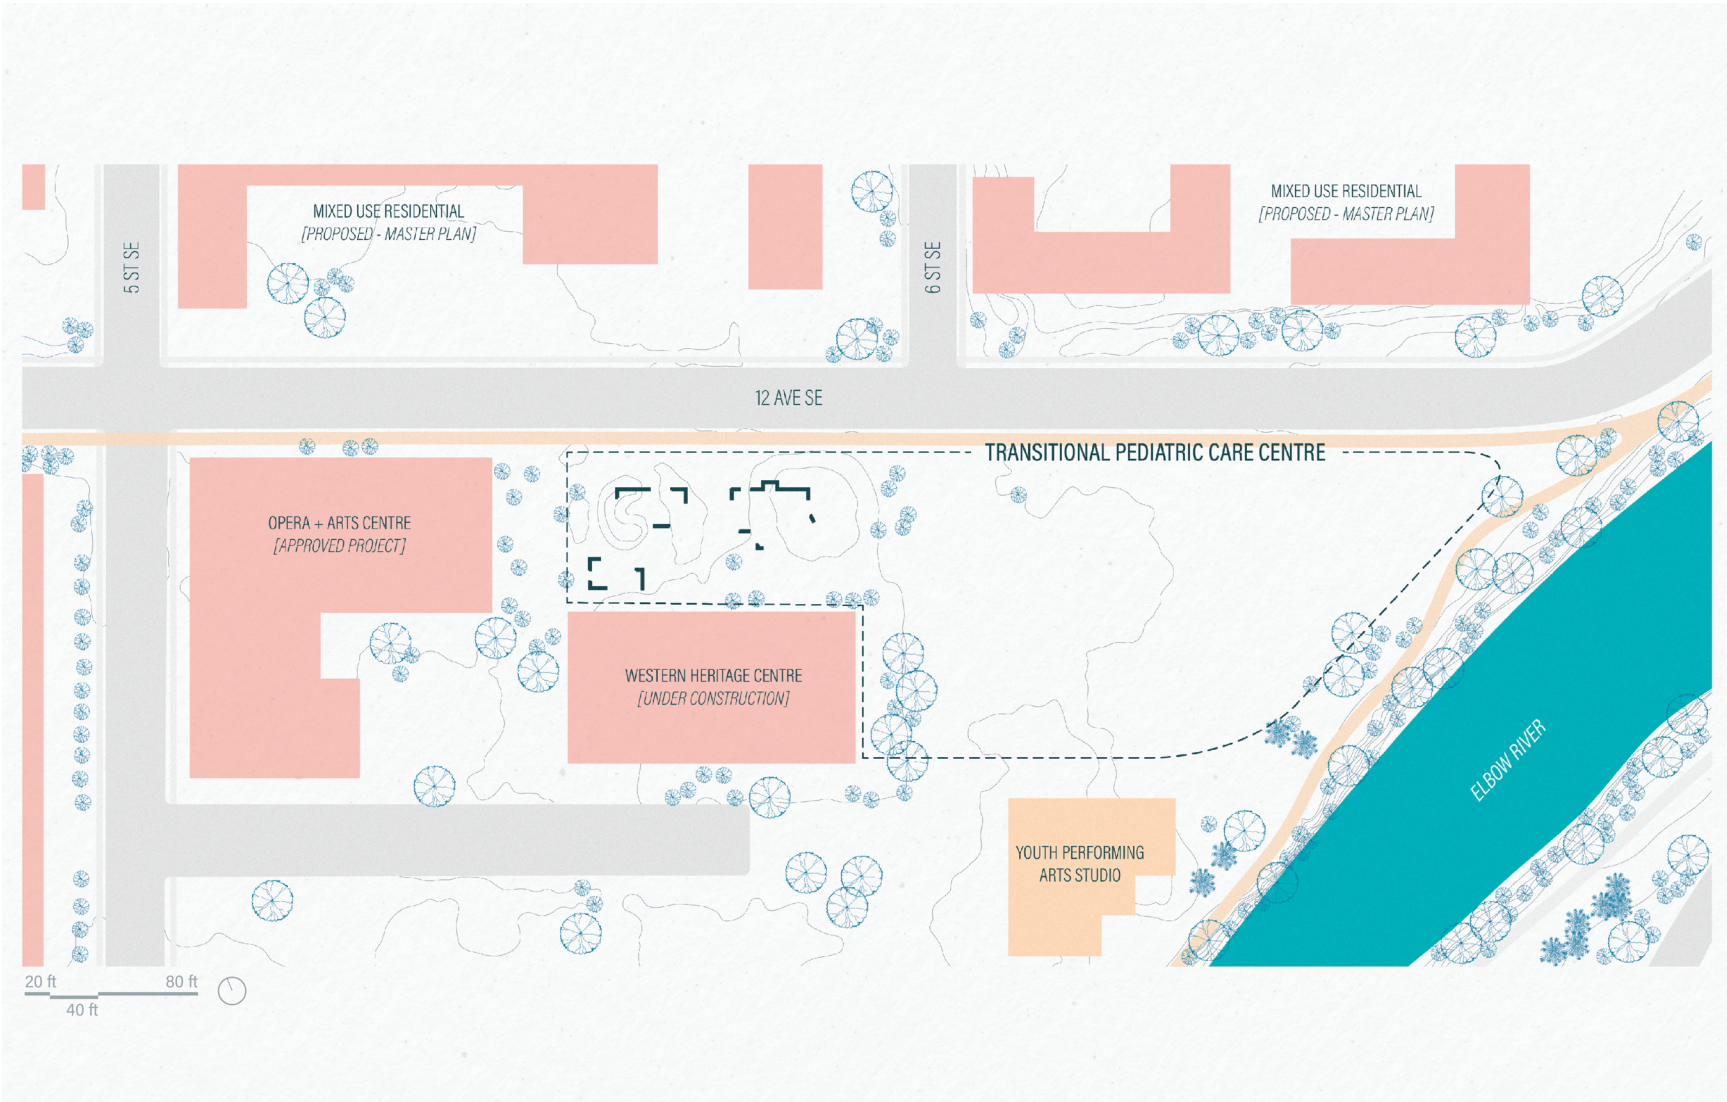 MIXED USE RESIDENTIAL
[PROPOSED - MASTER PLAN]
MIXED USE RESIDENTIAL
[PROPOSED - MASTER PLAN]
5 ST SE
6 ST SE
12 AVE SE
TRANSITIONAL PEDIATRIC CARE CENTRE
OPERA + ARTS CENTRE
[APPROVED PROJECT]
WESTERN HERITAGE CENTRE
[UNDER CONSTRUCTION]
ELBOW RIVER
YOUTH PERFORMING
ARTS STUDIO
20 ft
80 ft
40 ft